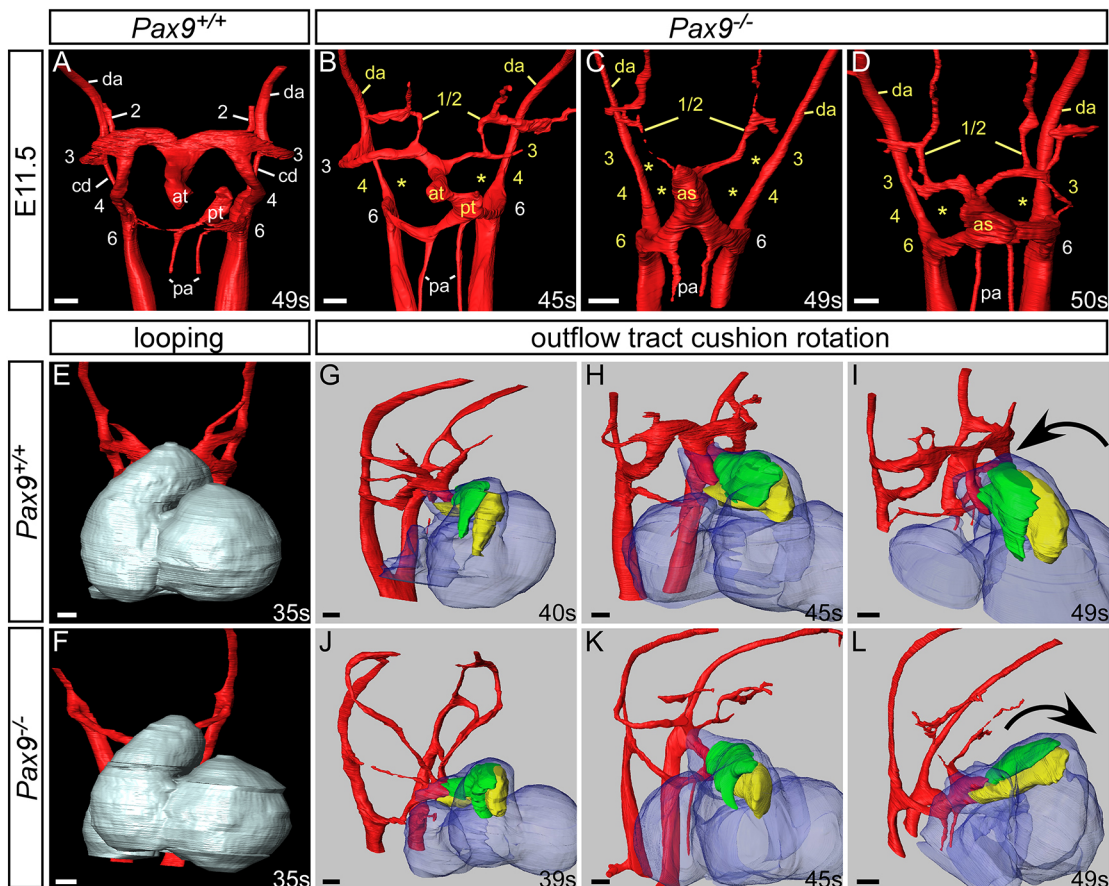 Pax9+/+ Pax9-/-
E11.5
A da 2 2 da 3 3 cd cd 4 at 4 pt 6 6 pa 49s
B da da 1/2 3 3 4 * * 4 at pt 6 6 pa 45s
C da da 1/2 3 3 * * 4 * 4 as 6 6 pa 49s
D da da 1/2 3 3 4 * * 4 as 6 6 pa 50s
looping outflow tract cushion rotation
Pax9+/+
E 35s
G 40s
H 45s
I 49s
Pax9-/-
F 35s
J 39s
K 45s
L 49s